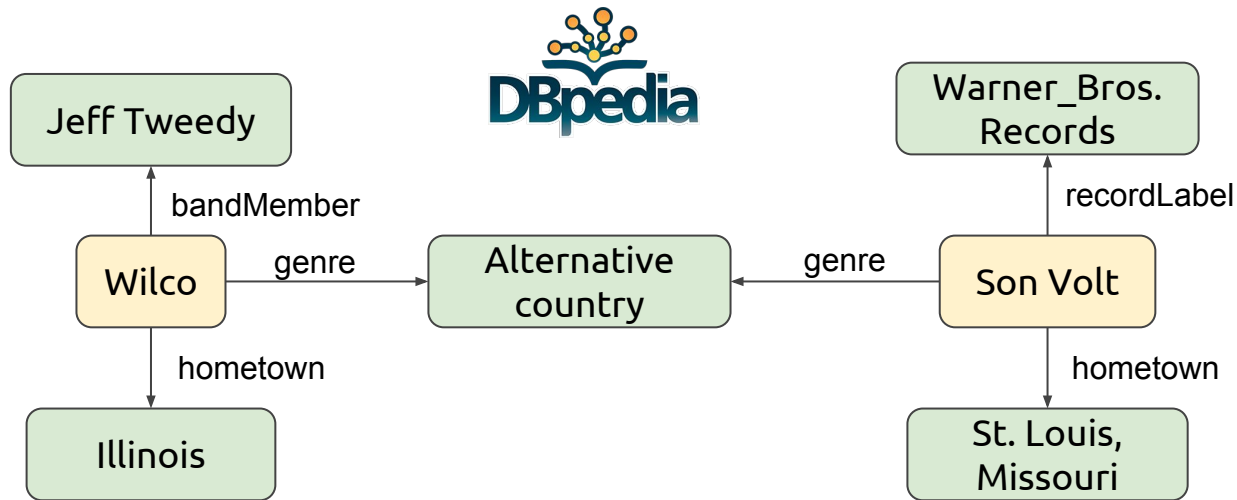 DBpedia
Jeff Tweedy
Warner_Bros.
Records
bandMember
recordLabel
Wilco
genre
Alternative
country
genre
Son Volt
hometown
hometown
Illinois
St. Louis,
Missouri